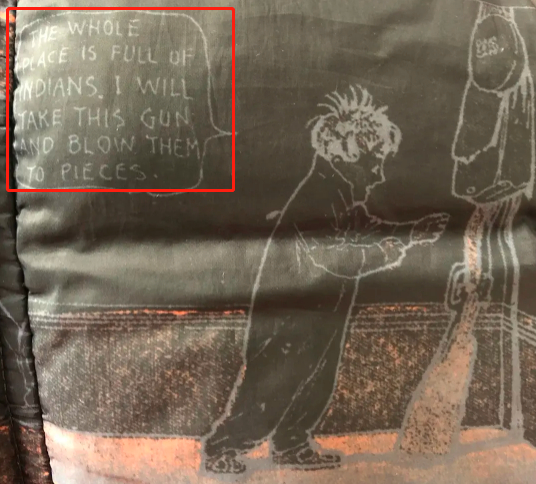 THE WHOLE
PLACE IS FULL OF
INDIANS. I WILL
TAKE THIS GUN
AND BLOW THEM
TO PIECES.